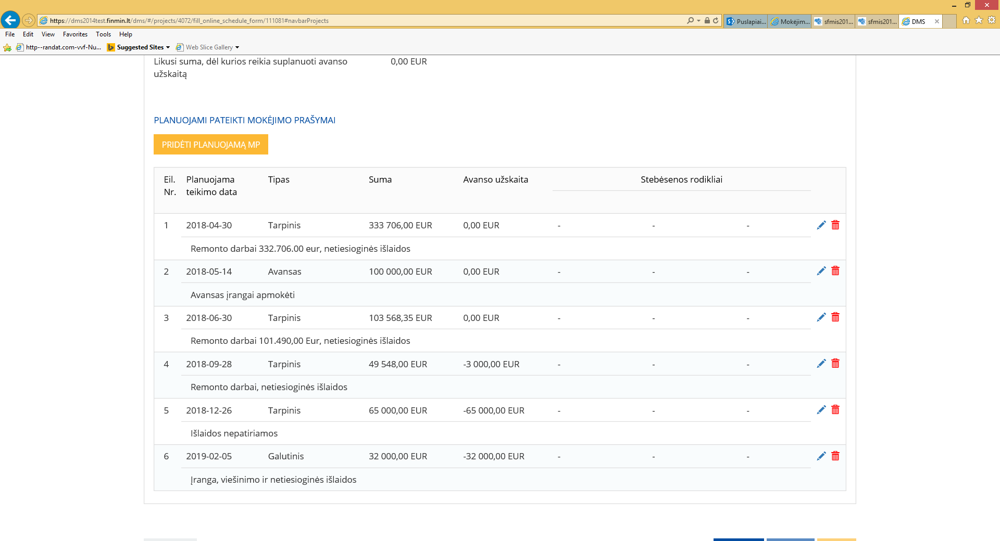 https://dms2014test.finmin.lt/dms/#/projects/4072/fill_online_schedule_form/111081#navbarProjects
Puslapiai...
Mokėjim...
sfmis201...
sfmis201...
DMS
File Edit View Favorites Tools Help
http--randat.com-vvf-Nu... Suggested Sites Web Slice Gallery
Likusi suma, dėl kurios reikia suplanuoti avanso 0,00 EUR
užskaitą
PLANUOJAMI PATEIKTI MOKĖJIMO PRAŠYMAI
PRIDĖTI PLANUOJAMĄ MP
Eil. Planuojama Tipas Suma Avanso užskaita Stebėsenos rodikliai
Nr. teikimo data
1 2018-04-30 Tarpinis 333 706,00 EUR 0,00 EUR - - -
Remonto darbai 332.706.00 eur, netiesioginės išlaidos
2 2018-05-14 Avansas 100 000,00 EUR 0,00 EUR - - -
Avansas įrangai apmokėti
3 2018-06-30 Tarpinis 103 568,35 EUR 0,00 EUR - - -
Remonto darbai 101.490,00 Eur, netiesioginės išlaidos
4 2018-09-28 Tarpinis 49 548,00 EUR -3 000,00 EUR - - -
Remonto darbai, netiesioginės išlaidos
5 2018-12-26 Tarpinis 65 000,00 EUR -65 000,00 EUR - - -
Išlaidos nepatiriamos
6 2019-02-05 Galutinis 32 000,00 EUR -32 000,00 EUR - - -
Įranga, viešinimo ir netiesioginės išlaidos